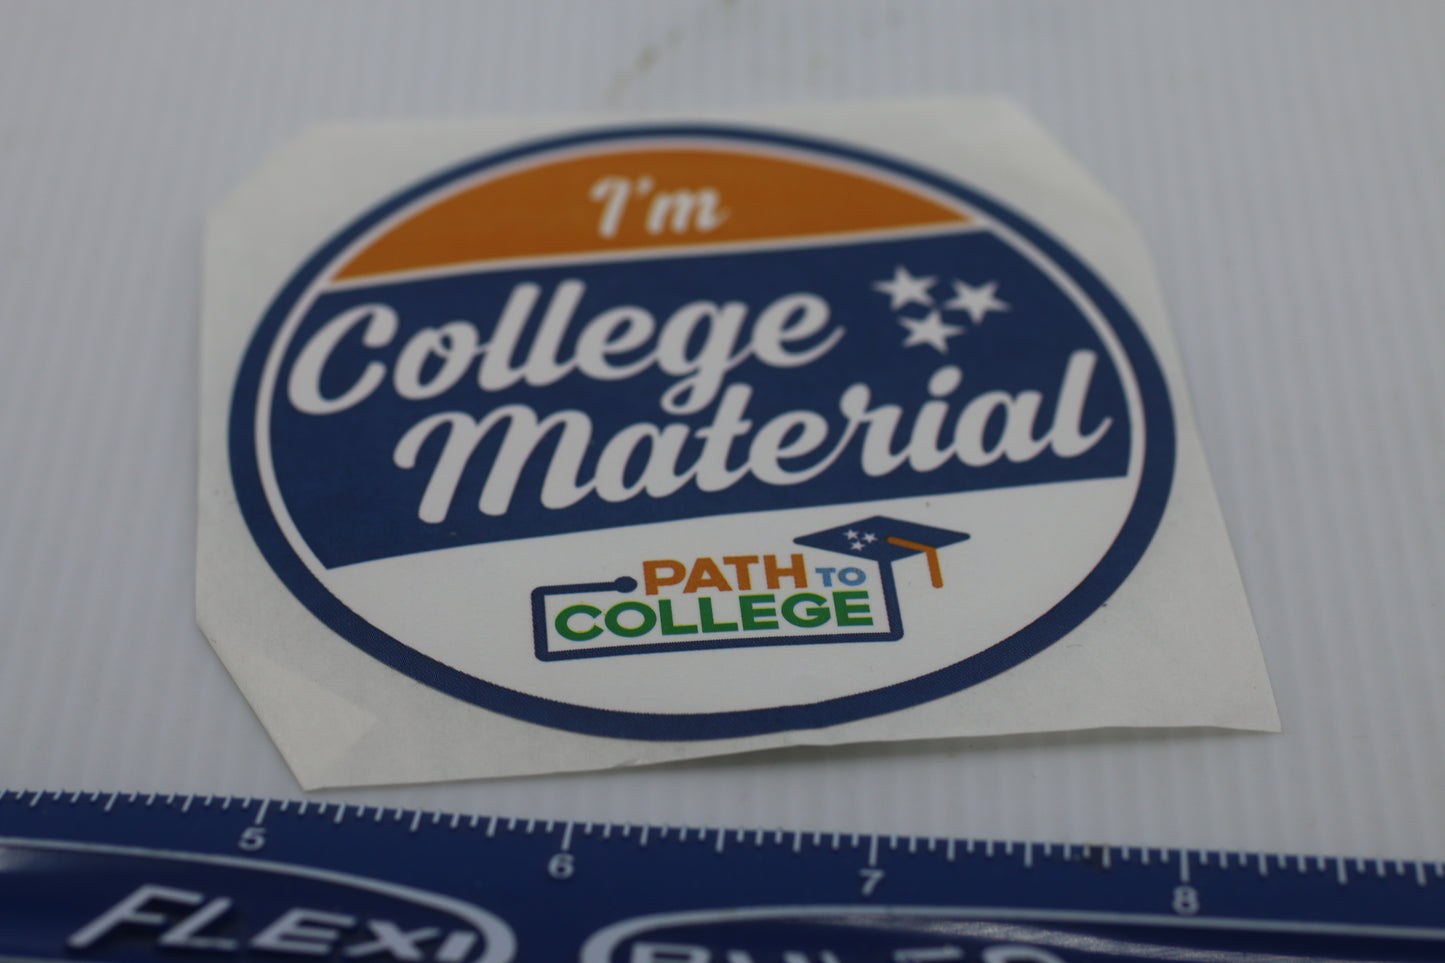 I'm
College
Material
PATH TO
COLLEGE
5 6 7 8
FLEXI